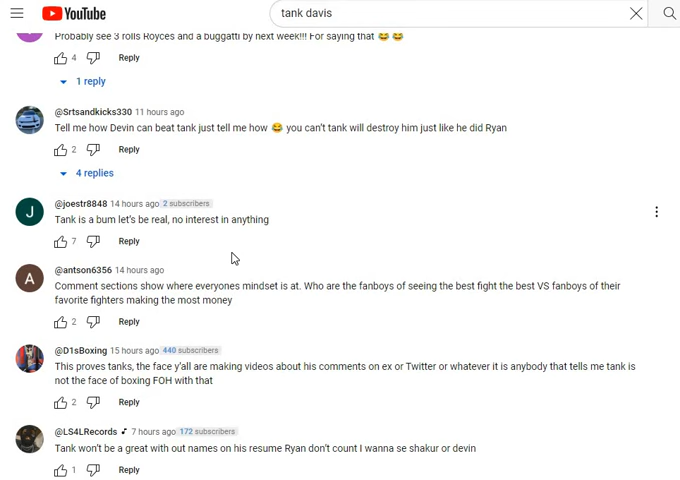 YouTube
tank davis
Probably see 3 rolls Royces and a buggatti by next week!!! For saying that 😂 😂
4 Reply
1 reply
@Srtsandkicks330 11 hours ago
Tell me how Devin can beat tank just tell me how 😂 you can't tank will destroy him just like he did Ryan
2 Reply
4 replies
J
@joestr8848 14 hours ago 2 subscribers
Tank is a bum let's be real, no interest in anything
7 Reply
A
@antson6356 14 hours ago
Comment sections show where everyones mindset is at. Who are the fanboys of seeing the best fight the best VS fanboys of their
favorite fighters making the most money
2 Reply
@D1sBoxing 15 hours ago 440 subscribers
This proves tanks, the face y'all are making videos about his comments on ex or Twitter or whatever it is anybody that tells me tank is
not the face of boxing FOH with that
2 Reply
@LS4LRecords 7 hours ago 172 subscribers
Tank won't be a great with out names on his resume Ryan don't count I wanna se shakur or devin
1 Reply